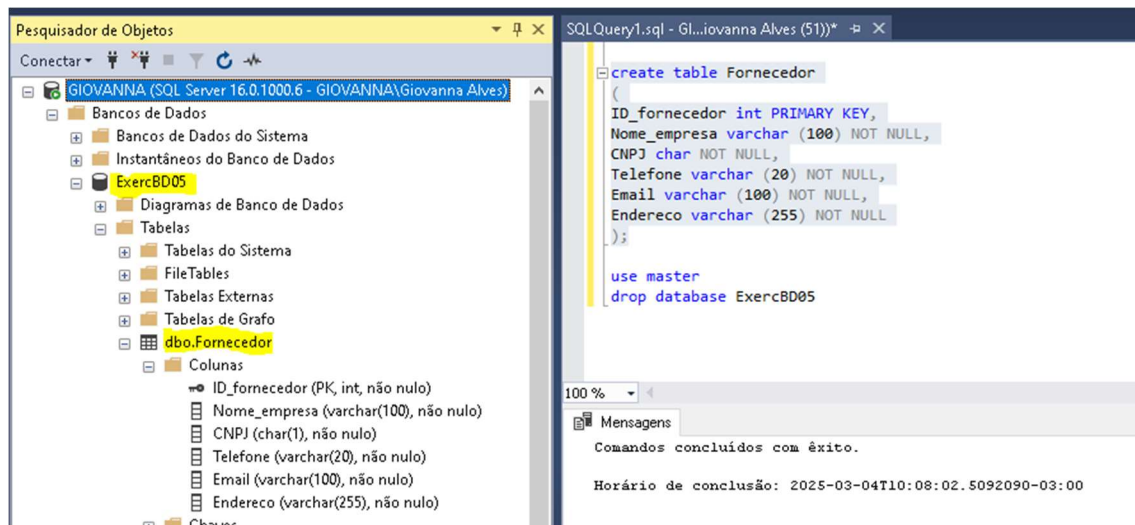 Pesquisador de Objetos
Conectar
GIOVANNA (SQL Server 16.0.1000.6 - GIOVANNA\Giovanna Alves)
Bancos de Dados
Bancos de Dados do Sistema
Instantâneos do Banco de Dados
ExercBD05
Diagramas de Banco de Dados
Tabelas
Tabelas do Sistema
FileTables
Tabelas Externas
Tabelas de Grafo
dbo.Fornecedor
Colunas
ID_fornecedor (PK, int, não nulo)
Nome_empresa (varchar(100), não nulo)
CNPJ (char(1), não nulo)
Telefone (varchar(20), não nulo)
Email (varchar(100), não nulo)
Endereco (varchar(255), não nulo)
Chaves
SQLQuery1.sql - GI...iovanna Alves (51))*
create table Fornecedor
(
ID_fornecedor int PRIMARY KEY,
Nome_empresa varchar (100) NOT NULL,
CNPJ char NOT NULL,
Telefone varchar (20) NOT NULL,
Email varchar (100) NOT NULL,
Endereco varchar (255) NOT NULL
);
use master
drop database ExercBD05
100 %
Mensagens
Comandos concluídos com êxito.
Horário de conclusão: 2025-03-04T10:08:02.5092090-03:00